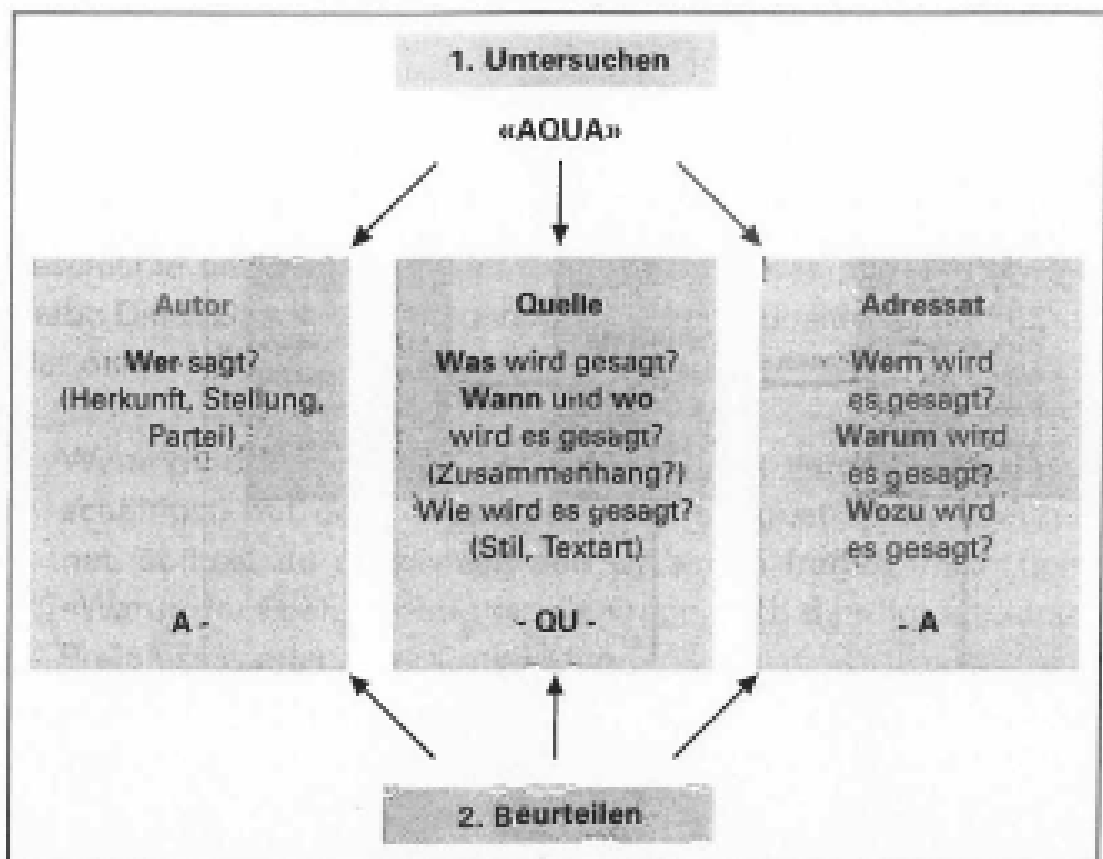 1. Untersuchen
«AQUA»
Autor
Wer sagt?
(Herkunft, Stellung,
Partei)
A -
Quelle
Was wird gesagt?
Wann und wo
wird es gesagt?
(Zusammenhang?)
Wie wird es gesagt?
(Stil, Textart)
- QU -
Adressat
Wem wird
es gesagt?
Warum wird
es gesagt?
Wozu wird
es gesagt?
- A
2. Beurteilen